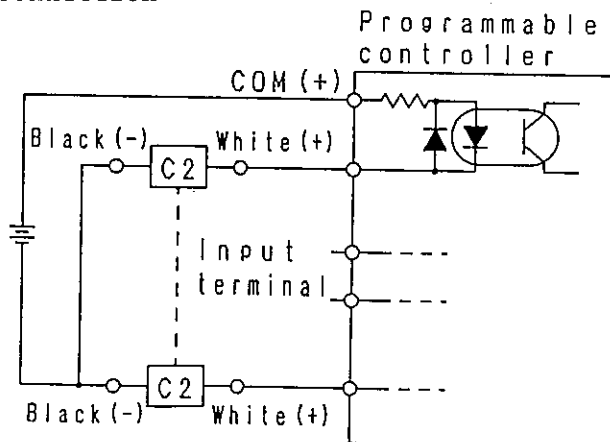 Programmable
controller
COM (+)
Black (-)
White (+)
C2
Input
terminal
C2
Black (-)
White (+)